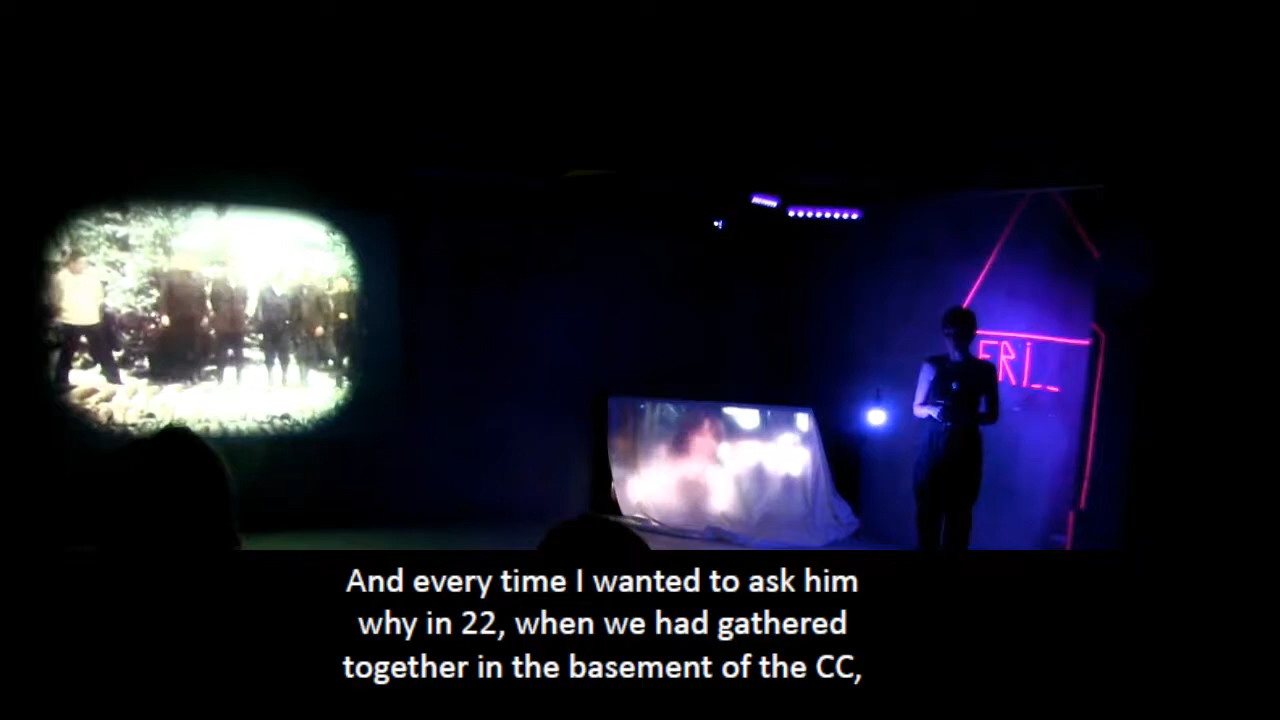 ERi_ _
And every time I wanted to ask him
why in 22, when we had gathered
together in the basement of the CC,